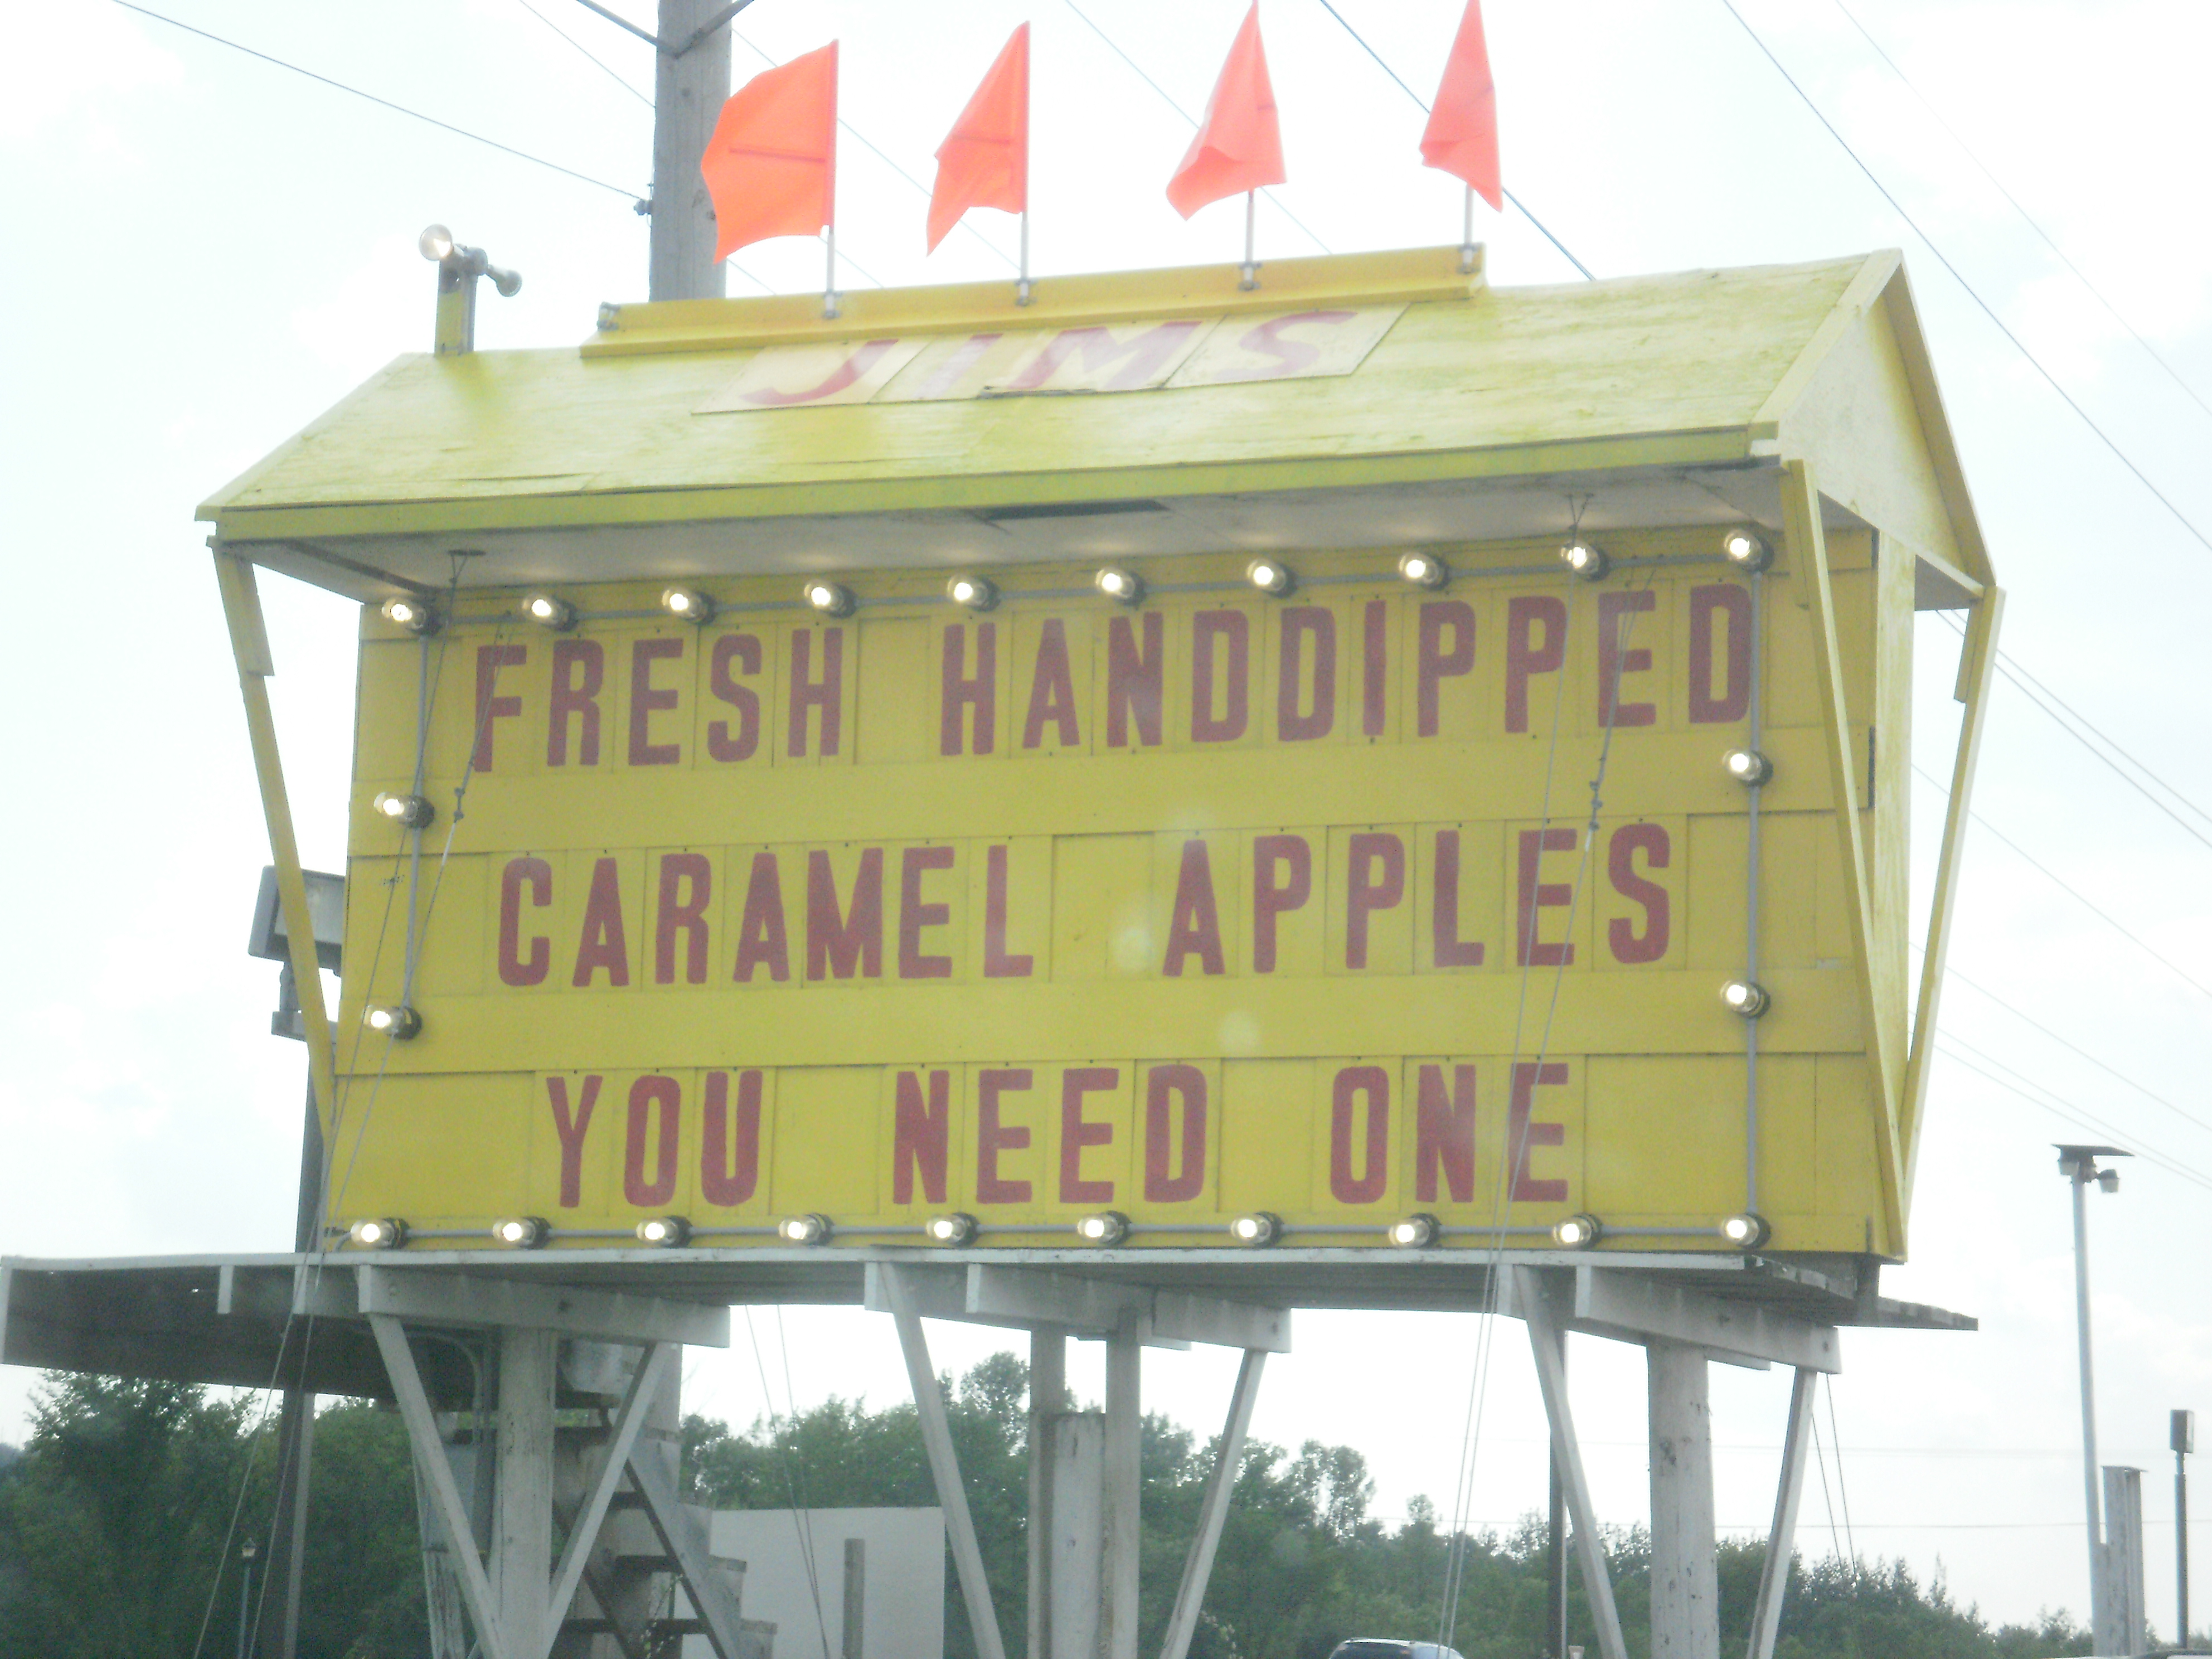 JIMS
FRESH HANDDIPPED
CARAMEL APPLES
YOU NEED ONE